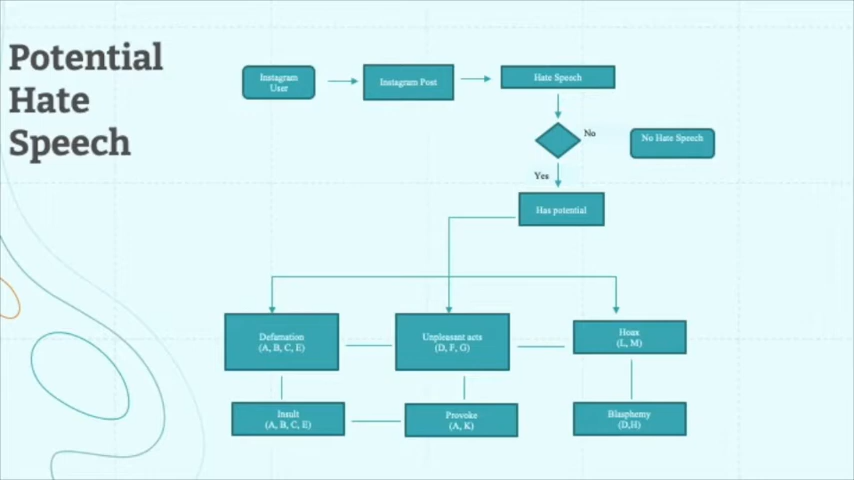 Potential
Hate
Speech
Instagram
User
Instagram Post
Hate Speech
No
No Hate Speech
Yes
Has potential
Defamation
(A, B, C, E)
Unpleasant acts
(D, F, G)
Hoax
(L, M)
Insult
(A, B, C, E)
Provoke
(A, K)
Blasphemy
(D,H)